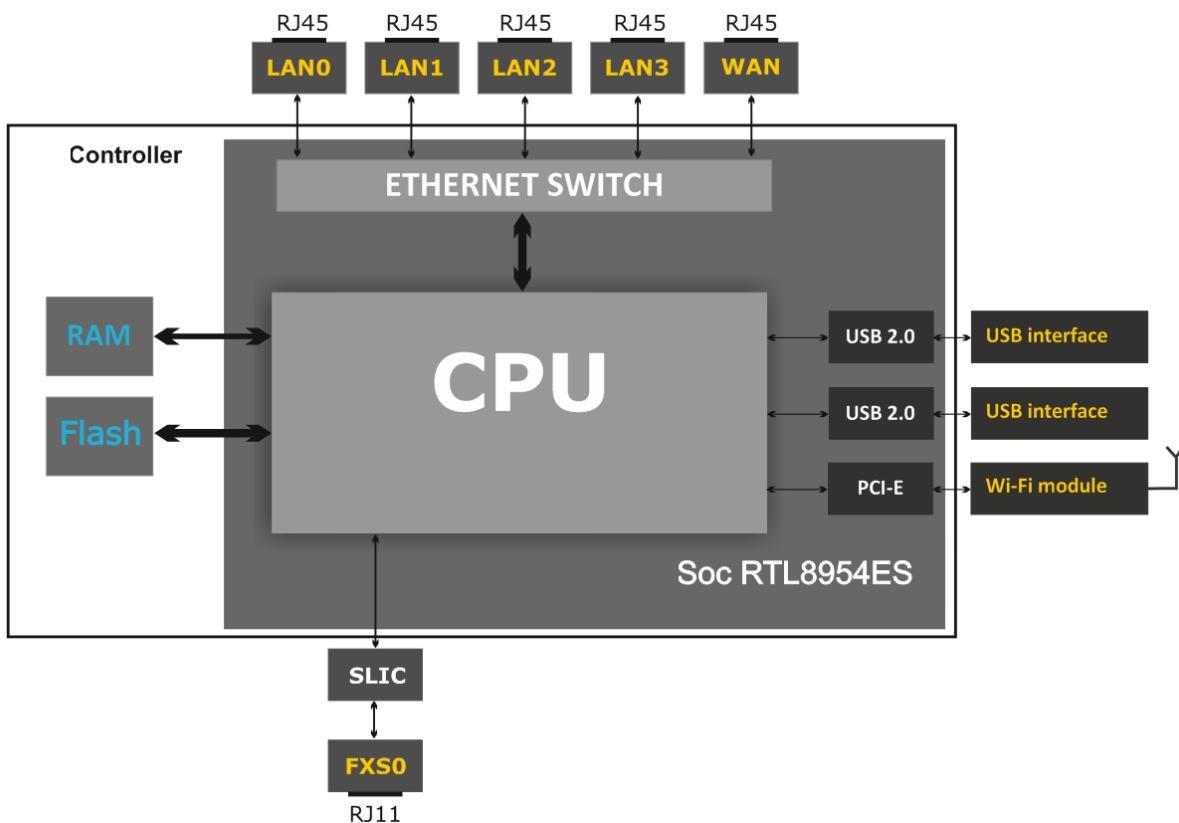 RJ45 RJ45 RJ45 RJ45 RJ45
LAN0 LAN1 LAN2 LAN3 WAN
Controller
ETHERNET SWITCH
RAM
CPU
USB 2.0
USB interface
Flash
USB 2.0
USB interface
PCI-E
Wi-Fi module
Soc RTL8954ES
SLIC
FXS0
RJ11